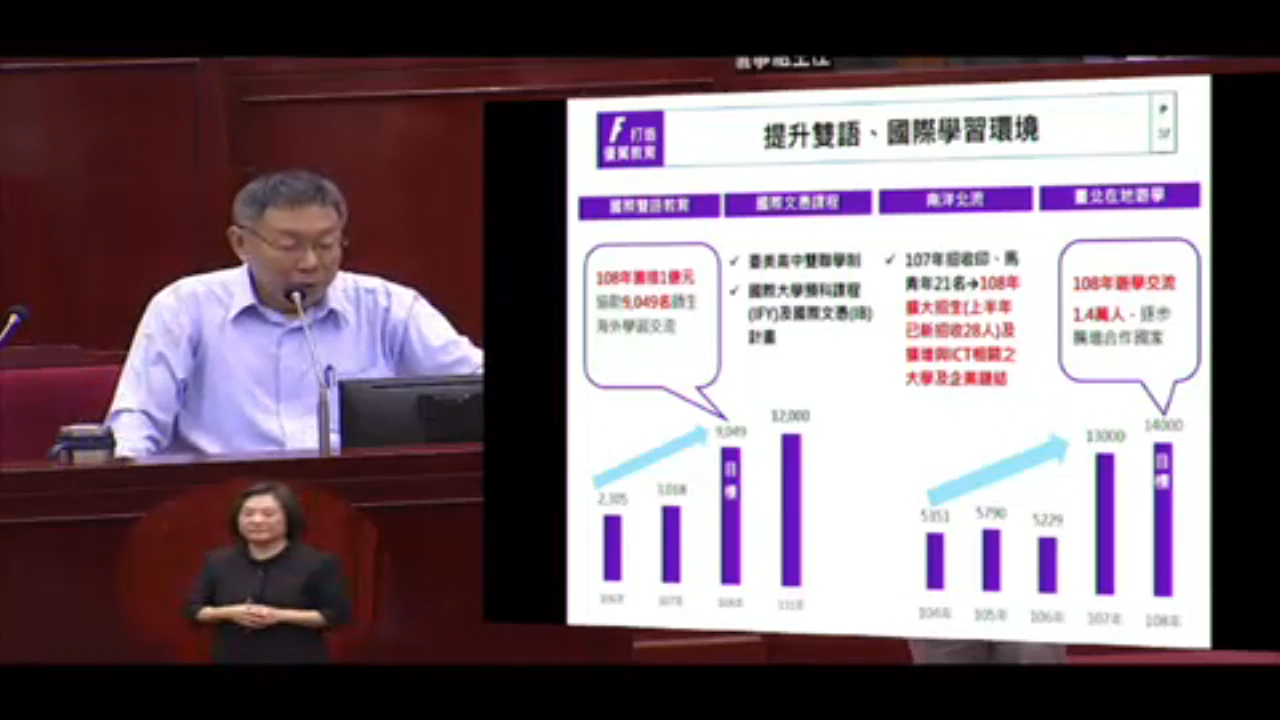 F 打造
優質教育
提升雙語、國際學習環境
P
國際雙語教育
國際文憑課程
南洋北流
臺北在地遊學
108年籌措1億元
協助9,049名師生
海外學習交流
✓ 臺美高中雙聯學制
✓ 國際大學預科課程
(IFY)及國際文憑(IB)
計畫
✓ 107年招收印、馬
青年21名→108年
擴大招生(上半年
已新招收28人)及
擴增與ICT相關之
大學及企業鏈結
108年遊學交流
1.4萬人，逐步
擴增合作國家
2,305
3,018
9,049
12,000
目標
106年
107年
108年
111年
5351
5790
5229
13000
14000
目標
104年
105年
106年
107年
108年